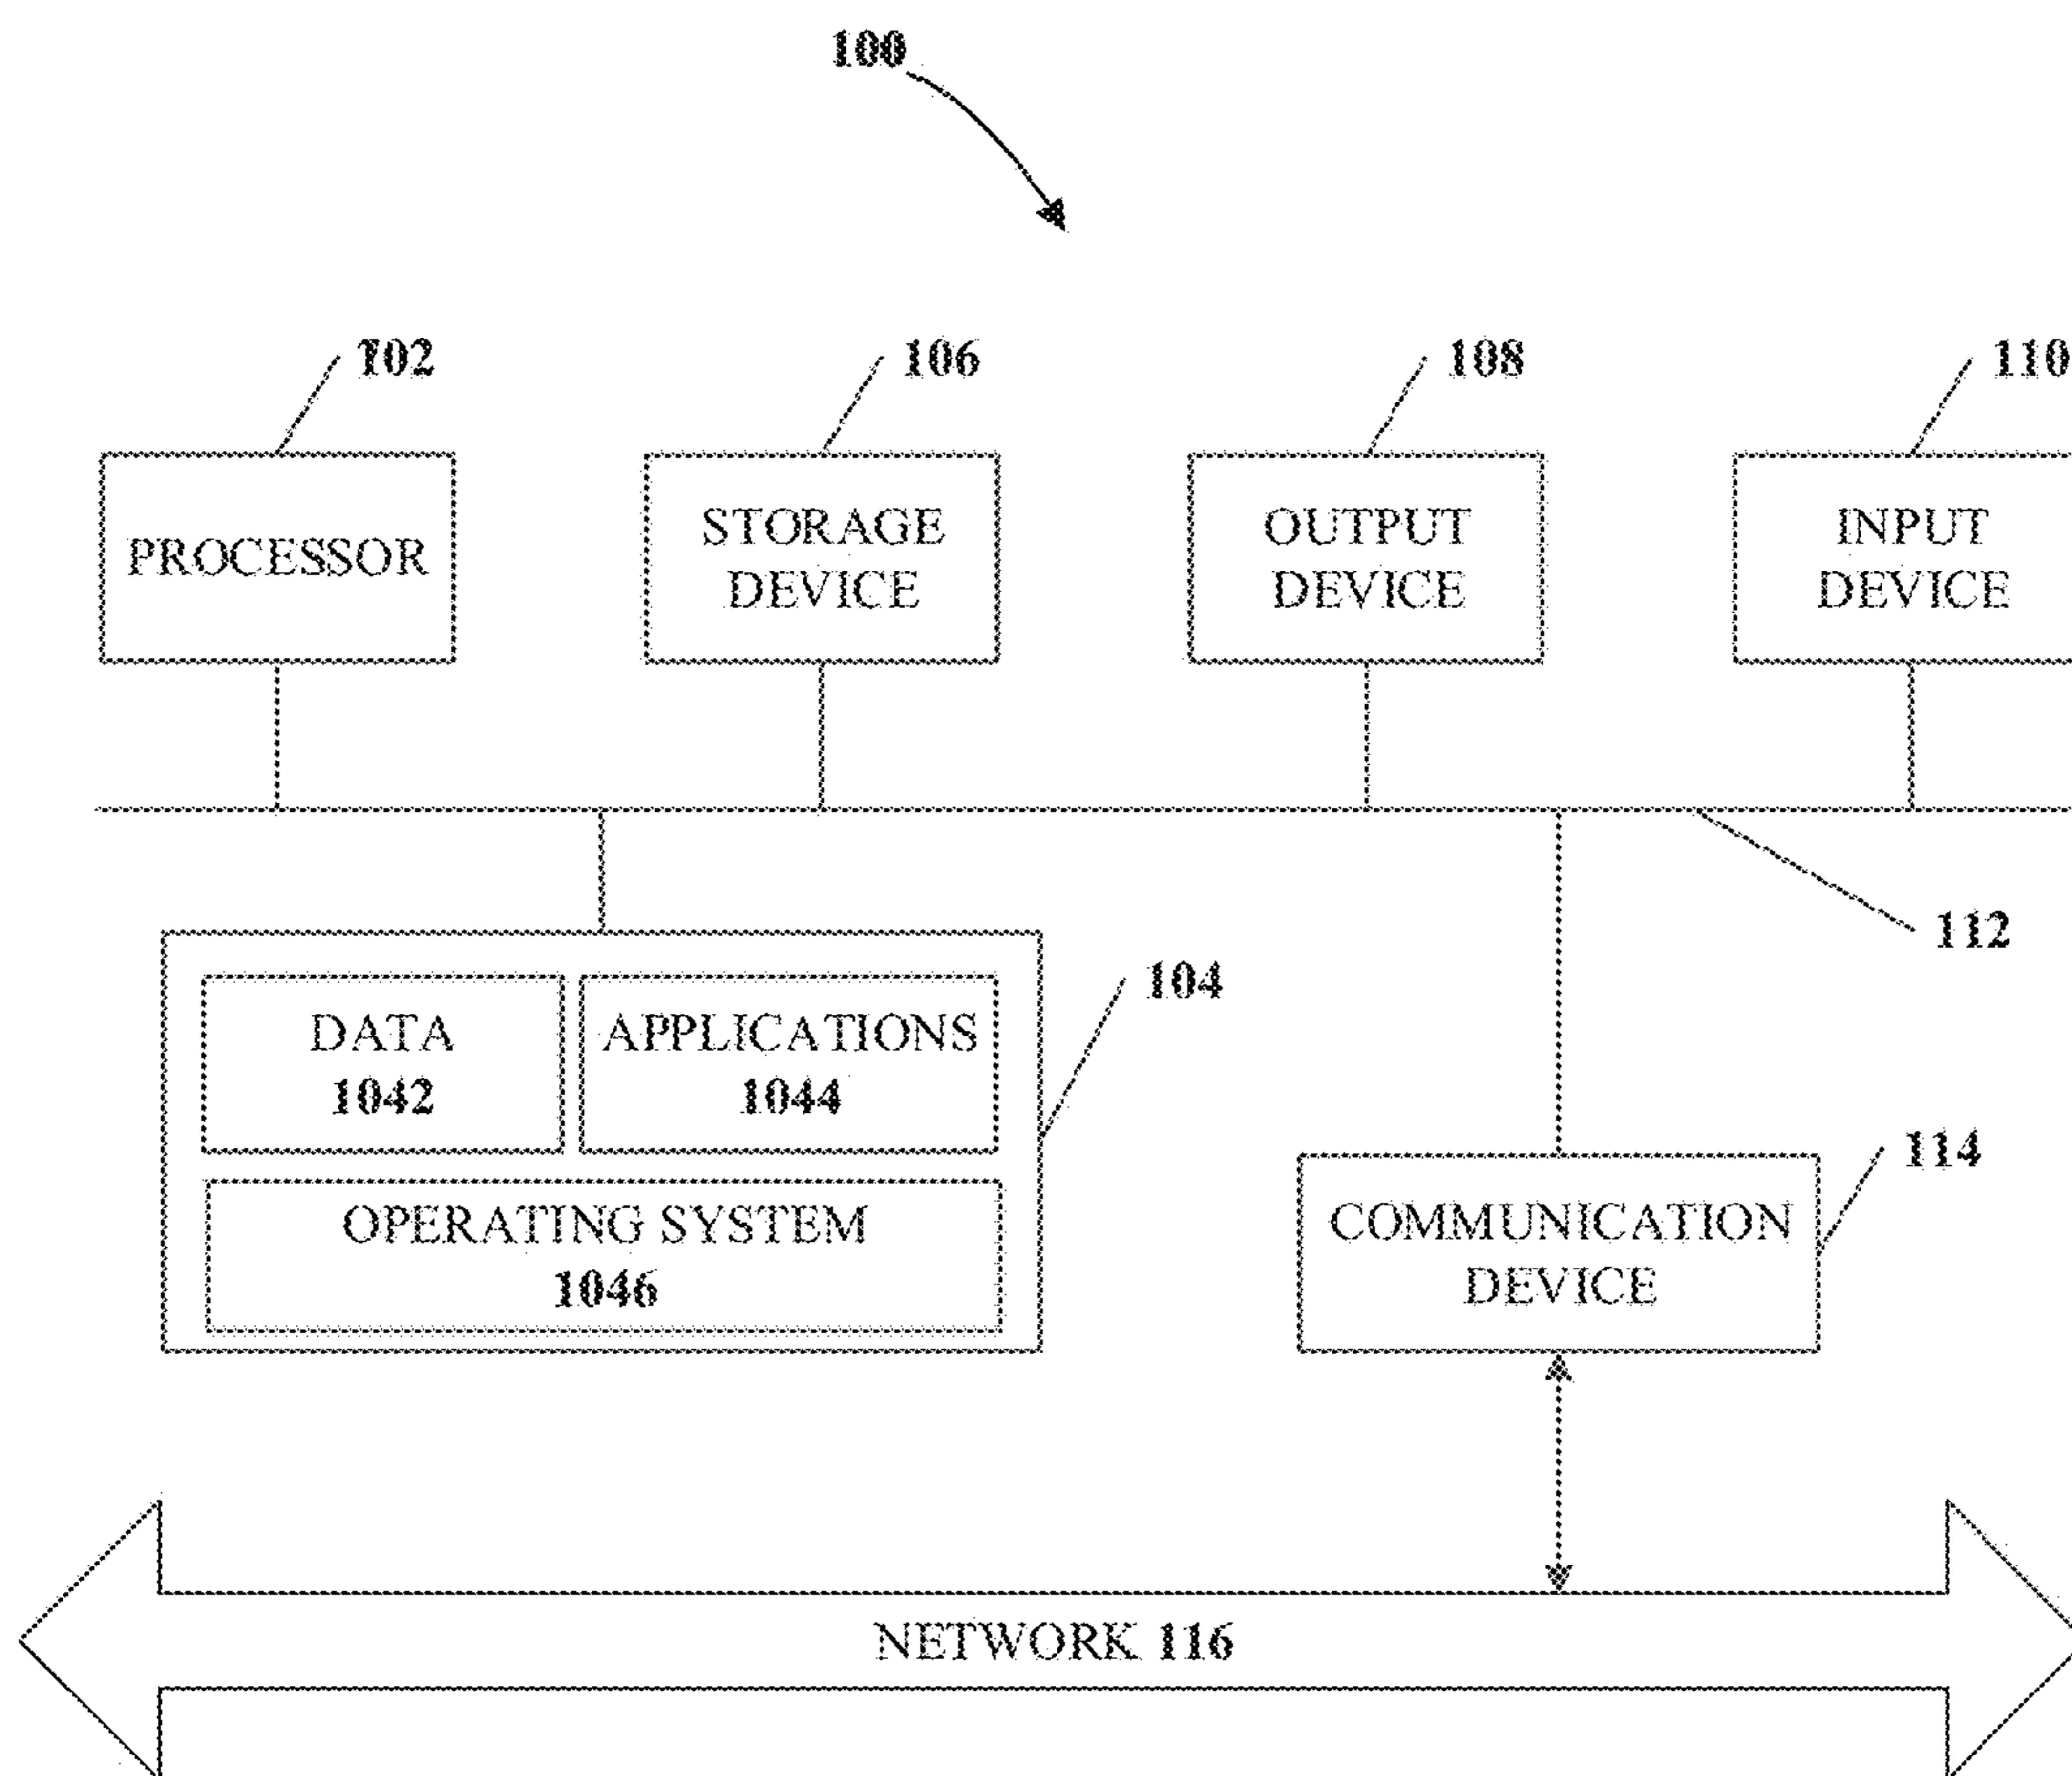 100
102
106
108
110
PROCESSOR
STORAGE
DEVICE
OUTPUT
DEVICE
INPUT
DEVICE
112
104
DATA
1042
APPLICATIONS
1044
OPERATING SYSTEM
1046
114
COMMUNICATION
DEVICE
NETWORK 116